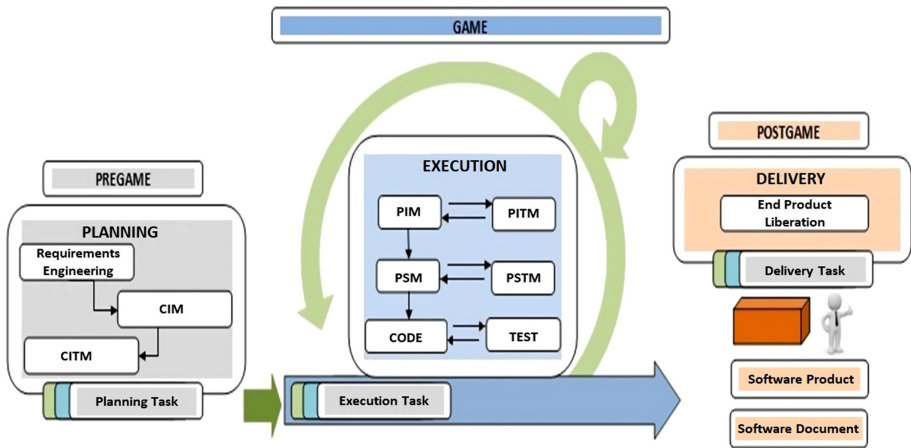 GAME
PREGAME
PLANNING
Requirements
Engineering
CIM
CITM
Planning Task
EXECUTION
PIM
PITM
PSM
PSTM
CODE
TEST
Execution Task
POSTGAME
DELIVERY
End Product
Liberation
Delivery Task
Software Product
Software Document